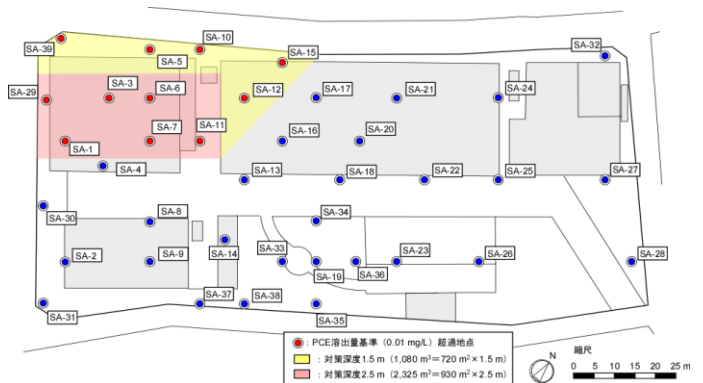 SA-10
SA-39
SA-5
SA-15
SA-32
SA-29
SA-3
SA-6
SA-12
SA-17
SA-21
SA-24
SA-1
SA-7
SA-11
SA-16
SA-20
SA-4
SA-13
SA-18
SA-22
SA-25
SA-27
SA-30
SA-8
SA-34
SA-2
SA-9
SA-14
SA-33
SA-19
SA-36
SA-23
SA-26
SA-28
SA-31
SA-37
SA-38
SA-35
：PCE溶出量基準（0.01 mg/L）超過地点
：対策深度1.5 m（1,080 m³＝720 m²×1.5 m）
：対策深度2.5 m（2,325 m³＝930 m²×2.5 m）
N
縮尺
0 5 10 15 20 25 m